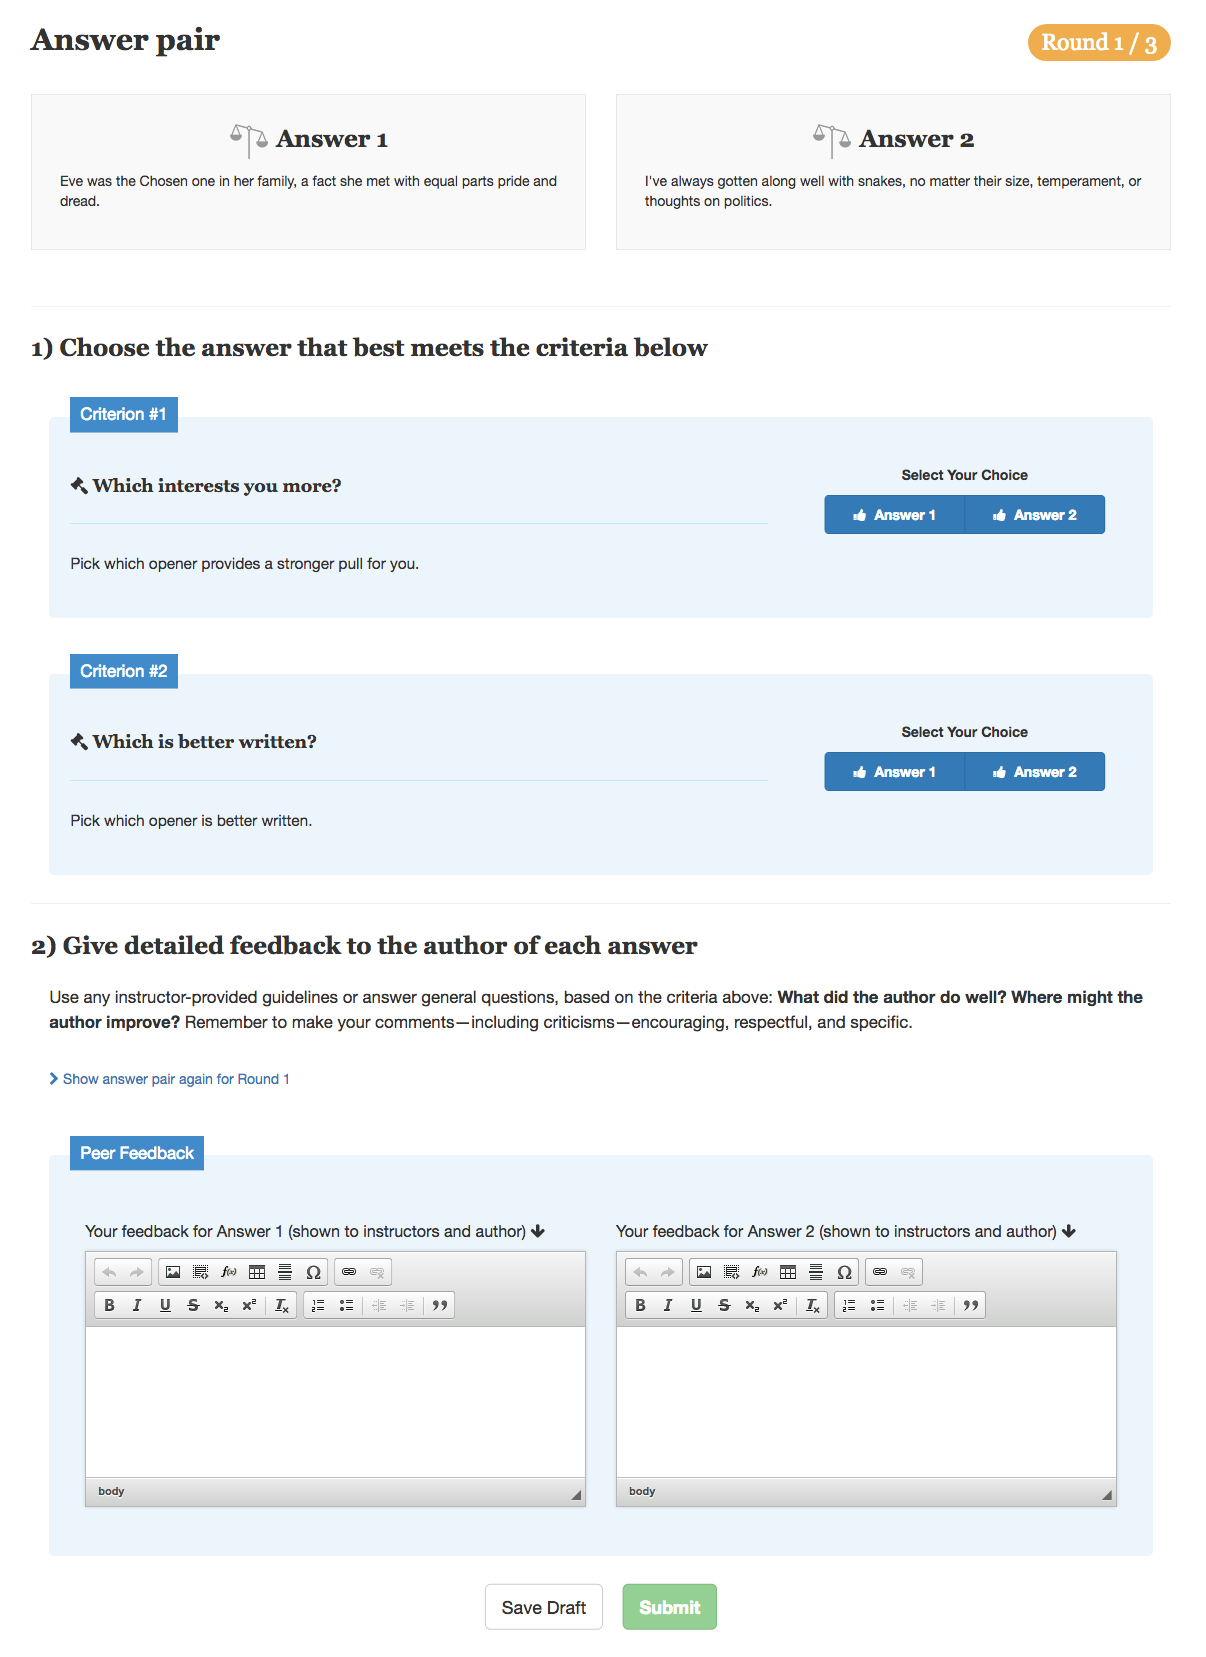 Answer pair
Round 1 / 3
Answer 1
Eve was the Chosen one in her family, a fact she met with equal parts pride and
dread.
Answer 2
I've always gotten along well with snakes, no matter their size, temperament, or
thoughts on politics.
1) Choose the answer that best meets the criteria below
Criterion #1
Which interests you more?
Select Your Choice
Answer 1 Answer 2
Pick which opener provides a stronger pull for you.
Criterion #2
Which is better written?
Select Your Choice
Answer 1 Answer 2
Pick which opener is better written.
2) Give detailed feedback to the author of each answer
Use any instructor-provided guidelines or answer general questions, based on the criteria above: What did the author do well? Where might the
author improve? Remember to make your comments—including criticisms—encouraging, respectful, and specific.
Show answer pair again for Round 1
Peer Feedback
Your feedback for Answer 1 (shown to instructors and author)
Your feedback for Answer 2 (shown to instructors and author)
body
body
Save Draft
Submit